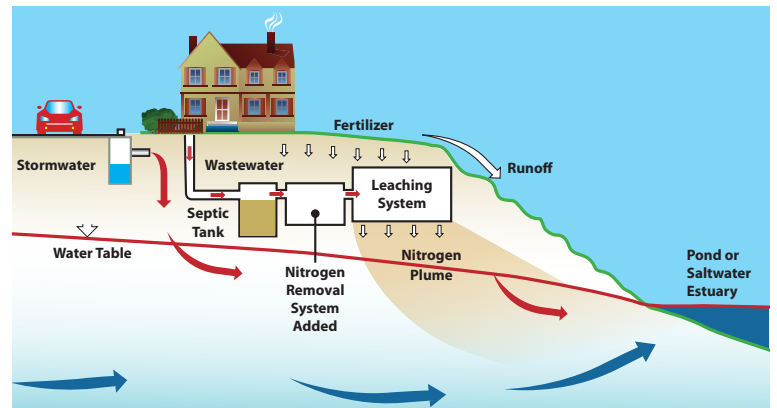 Fertilizer
Stormwater
Wastewater
Runoff
Leaching
System
Septic
Tank
Water Table
Nitrogen
Plume
Pond or
Saltwater
Estuary
Nitrogen
Removal
System
Added